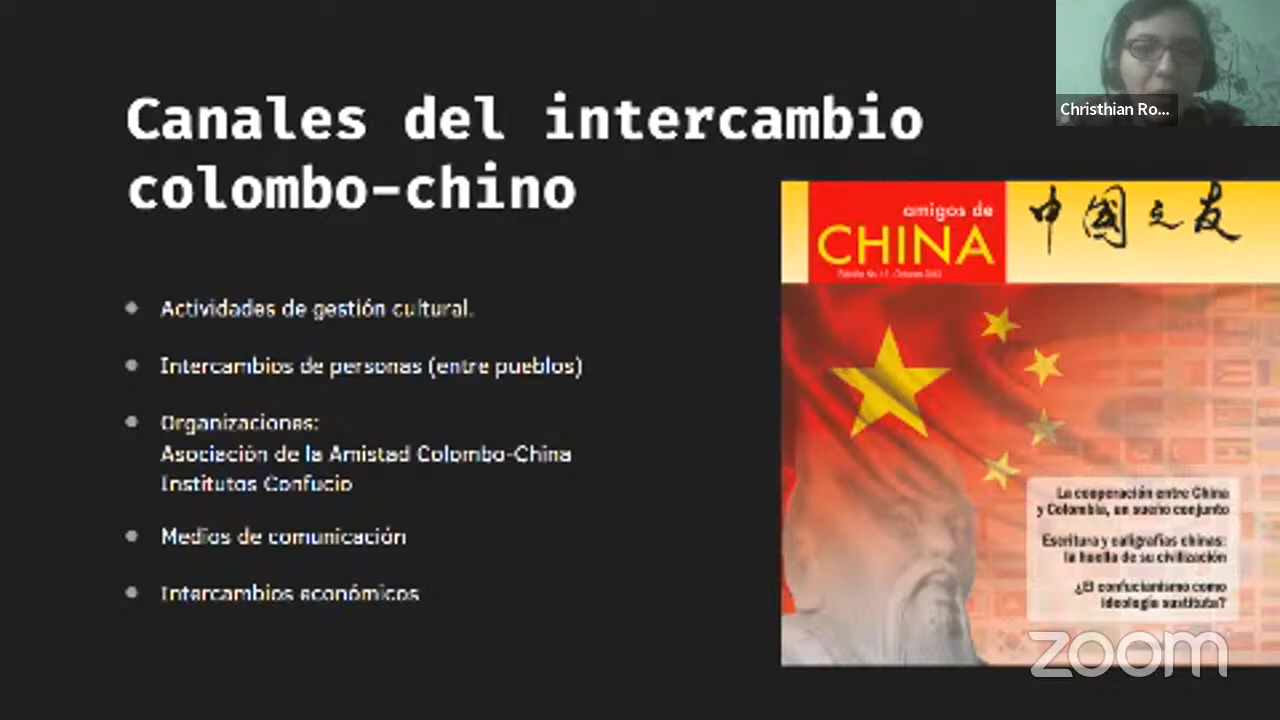 Christhian Ro...
Canales del intercambio
colombo-chino
Actividades de gestión cultural.
Intercambios de personas (entre pueblos)
Organizaciones:
Asociación de la Amistad Colombo-China
Institutos Confucio
Medios de comunicación
Intercambios económicos
amigos de
CHINA
中国之友
La cooperación entre China
y Colombia, un sueño conjunto
Escritura y caligrafías chinas:
la huella de su civilización
¿El confucianismo como
ideología sustituta?
zoom